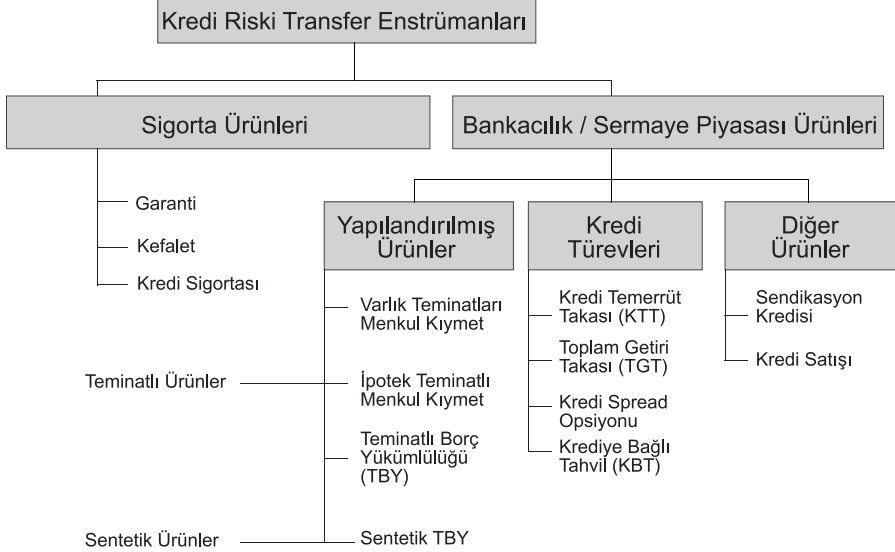 Kredi Riski Transfer Enstrümanları
Sigorta Ürünleri
Bankacılık / Sermaye Piyasası Ürünleri
Garanti
Kefalet
Kredi Sigortası
Yapılandırılmış
Ürünler
Kredi
Türevleri
Diğer
Ürünler
Varlık Teminatları
Menkul Kıymet
İpotek Teminatlı
Menkul Kıymet
Teminatlı Borç
Yükümlülüğü
(TBY)
Sentetik TBY
Teminatlı Ürünler
Sentetik Ürünler
Kredi Temerrüt
Takası (KTT)
Toplam Getiri
Takası (TGT)
Kredi Spread
Opsiyonu
Krediye Bağlı
Tahvil (KBT)
Sendikasyon
Kredisi
Kredi Satışı